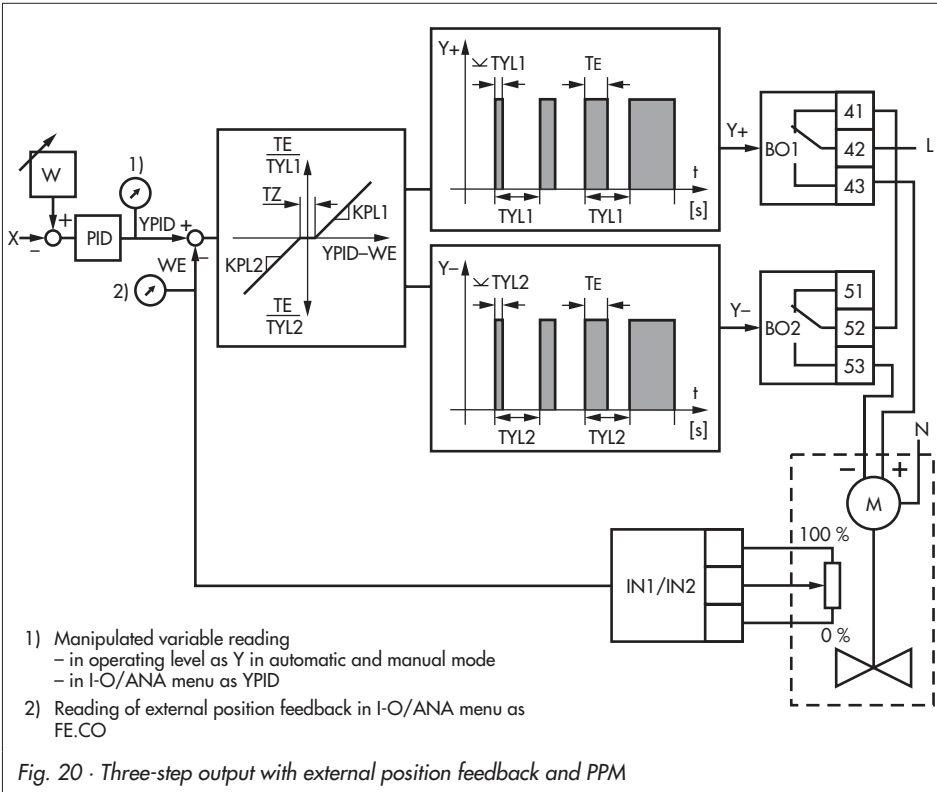 Y+
⋉ TYL1
TE
TYL1
TYL1
t
[s]
Y+
BO1
41
42
43
L
W
1)
+
X
–
PID
YPID
+
WE
–
2)
TE
TYL1
TZ
KPL1
KPL2
YPID–WE
TE
TYL2
Y–
⋉ TYL2
TE
TYL2
TYL2
t
[s]
Y–
BO2
51
52
53
N
–
+
M
100 %
IN1/IN2
0 %
1) Manipulated variable reading
– in operating level as Y in automatic and manual mode
– in I-O/ANA menu as YPID
2) Reading of external position feedback in I-O/ANA menu as
FE.CO
Fig. 20 · Three-step output with external position feedback and PPM